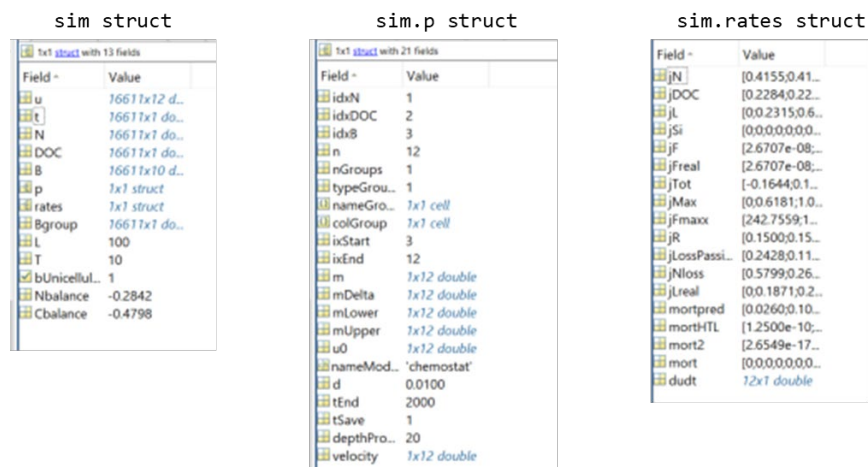 sim struct
1x1 struct with 13 fields
Field Value
u 16611x12 d...
t 16611x1 do...
N 16611x1 do...
DOC 16611x1 do...
B 16611x10 d...
p 1x1 struct
rates 1x1 struct
Bgroup 16611x1 do...
L 100
T 10
bUnicellul... 1
Nbalance -0.2842
Cbalance -0.4798
sim.p struct
1x1 struct with 21 fields
Field Value
idxN 1
idxDOC 2
idxB 3
n 12
nGroups 1
typeGrou... 1
nameGro... 1x1 cell
colGroup 1x1 cell
ixStart 3
ixEnd 12
m 1x12 double
mDelta 1x12 double
mLower 1x12 double
mUpper 1x12 double
u0 1x12 double
nameMod... 'chemostat'
d 0.0100
tEnd 2000
tSave 1
depthPro... 20
velocity 1x12 double
sim.rates struct
Field Value
jN [0.4155;0.41...
jDOC [0.2284;0.22...
jL [0;0.2315;0.6...
jSi [0;0;0;0;0;0;0...
jF [2.6707e-08;...
jFreal [2.6707e-08;...
jTot [-0.1644;0.1...
jMax [0;0.6181;1.0...
jFmaxx [242.7559;1...
jR [0.1500;0.15...
jLossPassi... [0.2428;0.11...
jNloss [0.5799;0.26...
jLreal [0;0.1871;0.2...
mortpred [0.0260;0.10...
mortHTL [1.2500e-10;...
mort2 [2.6549e-17...
mort [0;0;0;0;0;0;0...
dudt 12x1 double